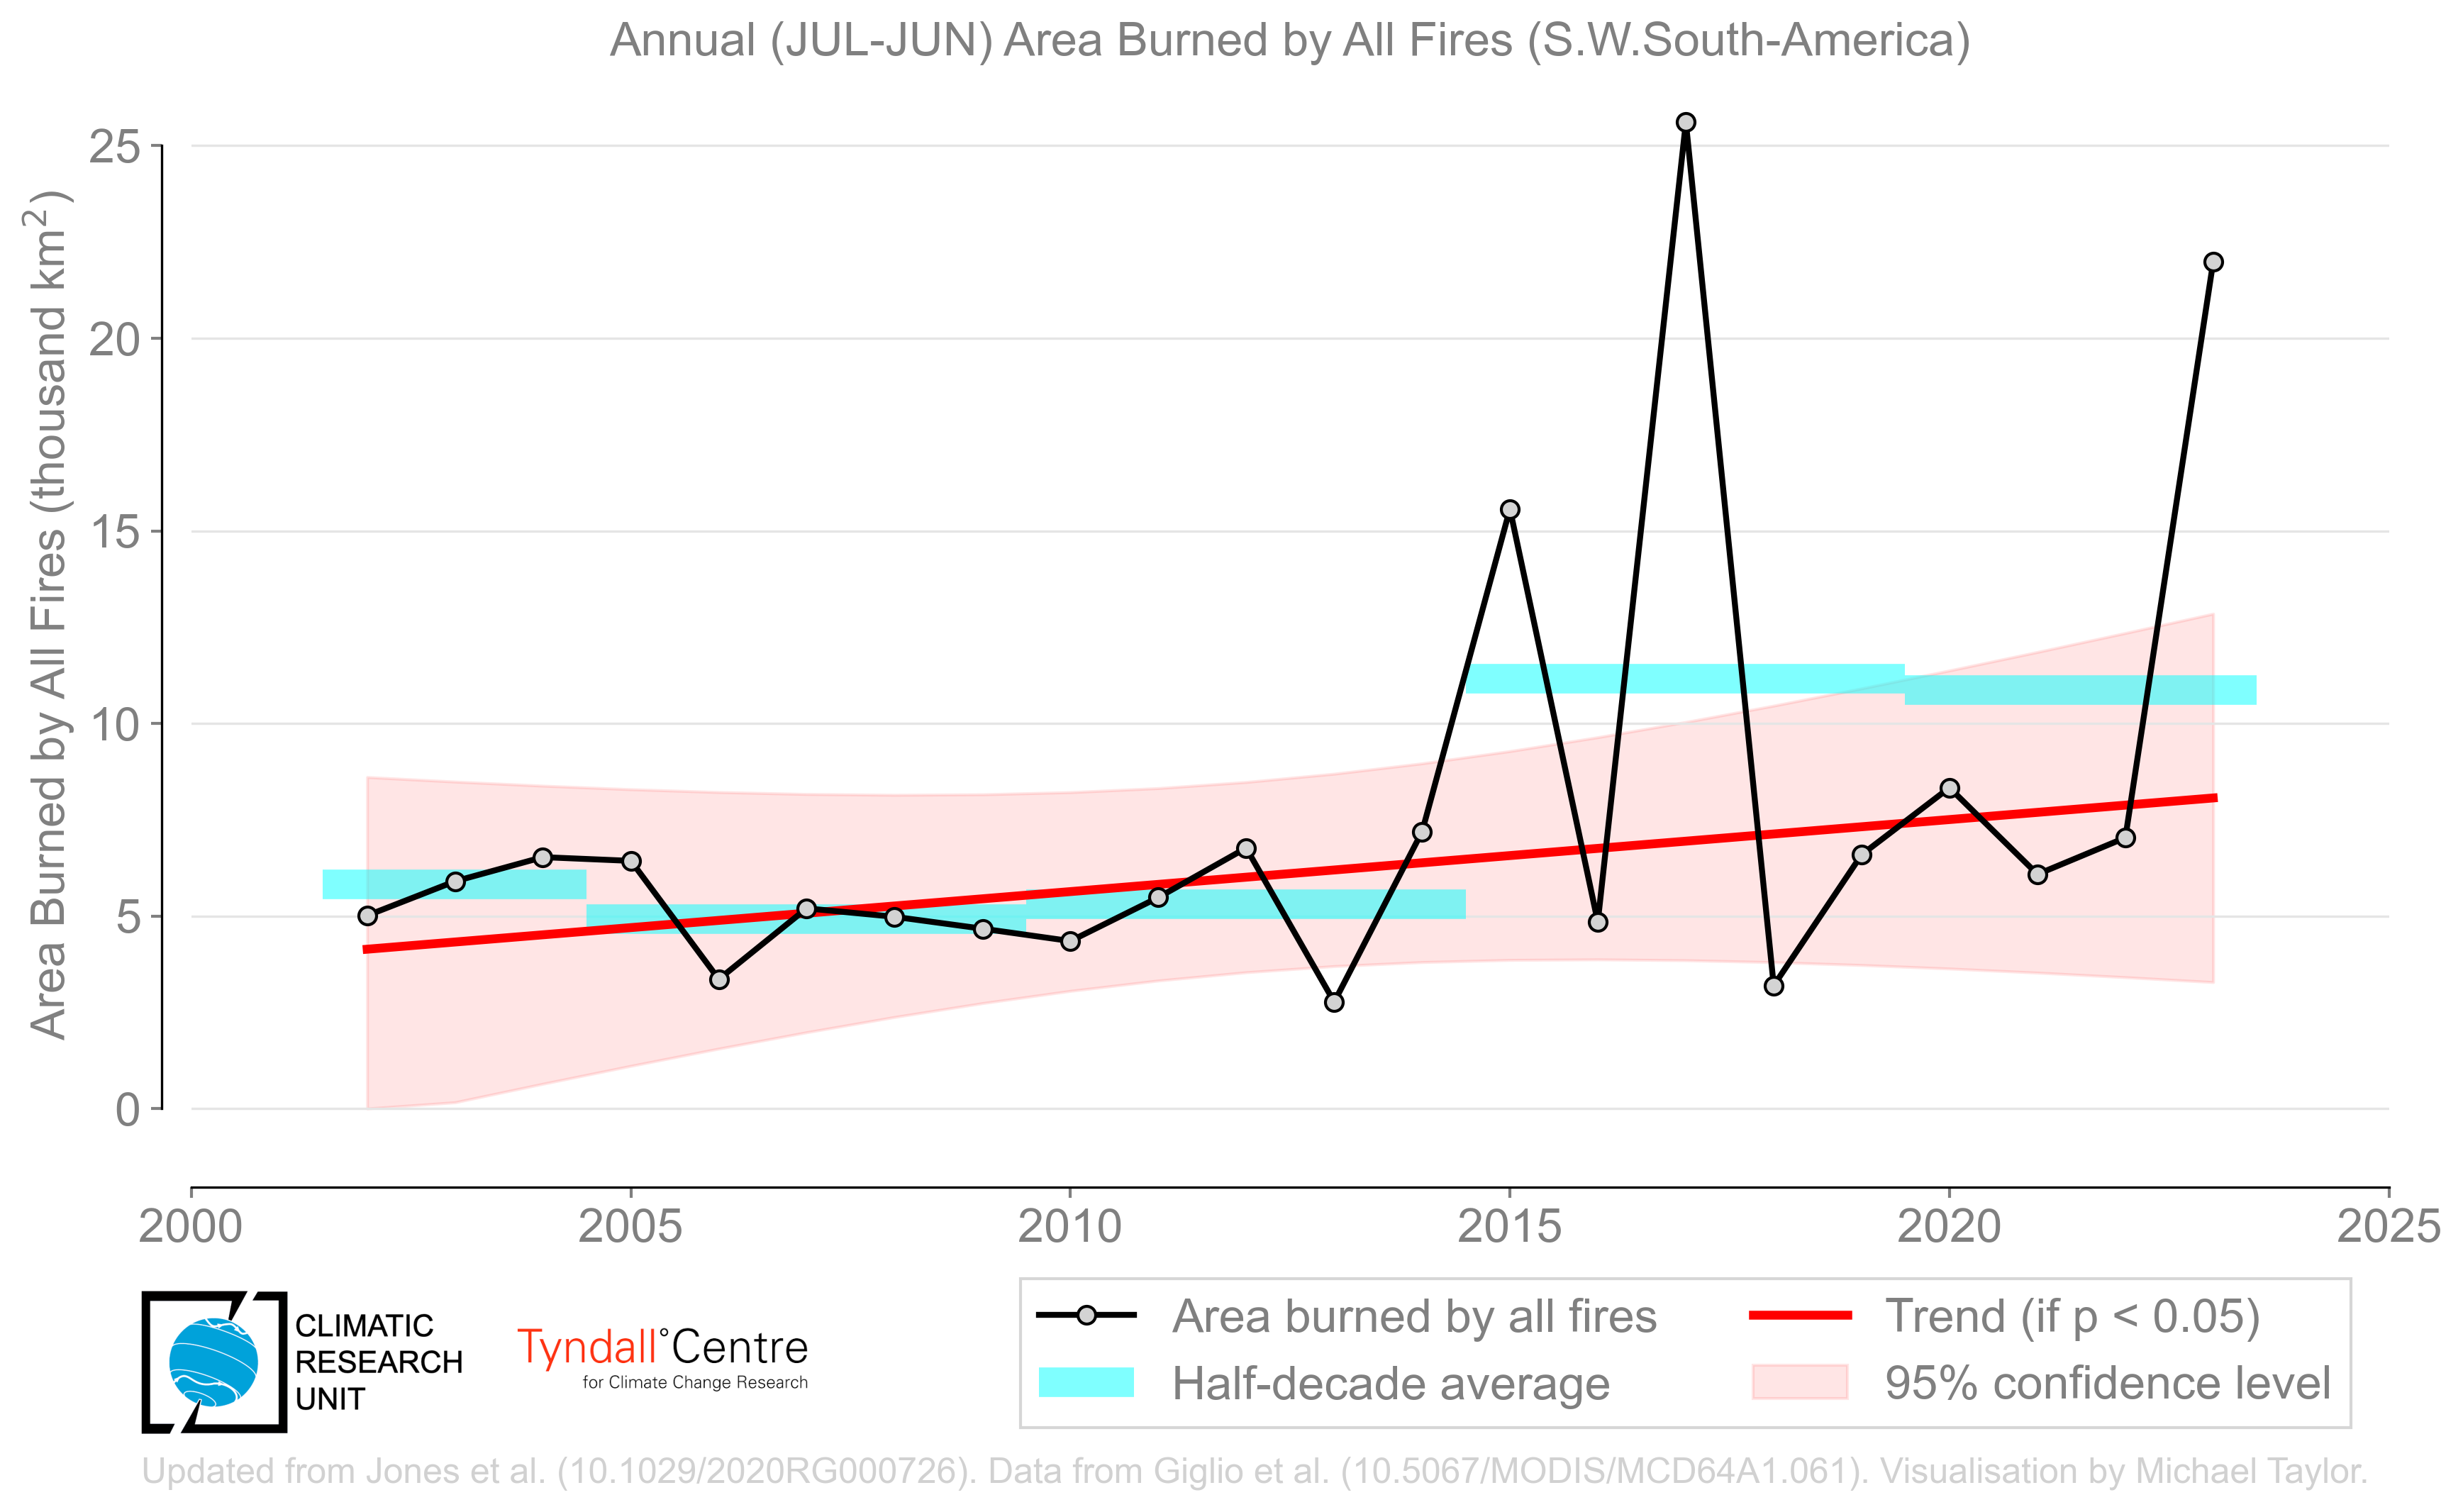 Annual (JUL-JUN) Area Burned by All Fires (S.W.South-America)
Area Burned by All Fires (thousand km²)
25
20
15
10
5
0
2000 2005 2010 2015 2020 2025
CLIMATIC
RESEARCH
UNIT
Tyndall°Centre
for Climate Change Research
Area burned by all fires
Half-decade average
Trend (if p < 0.05)
95% confidence level
Updated from Jones et al. (10.1029/2020RG000726). Data from Giglio et al. (10.5067/MODIS/MCD64A1.061). Visualisation by Michael Taylor.